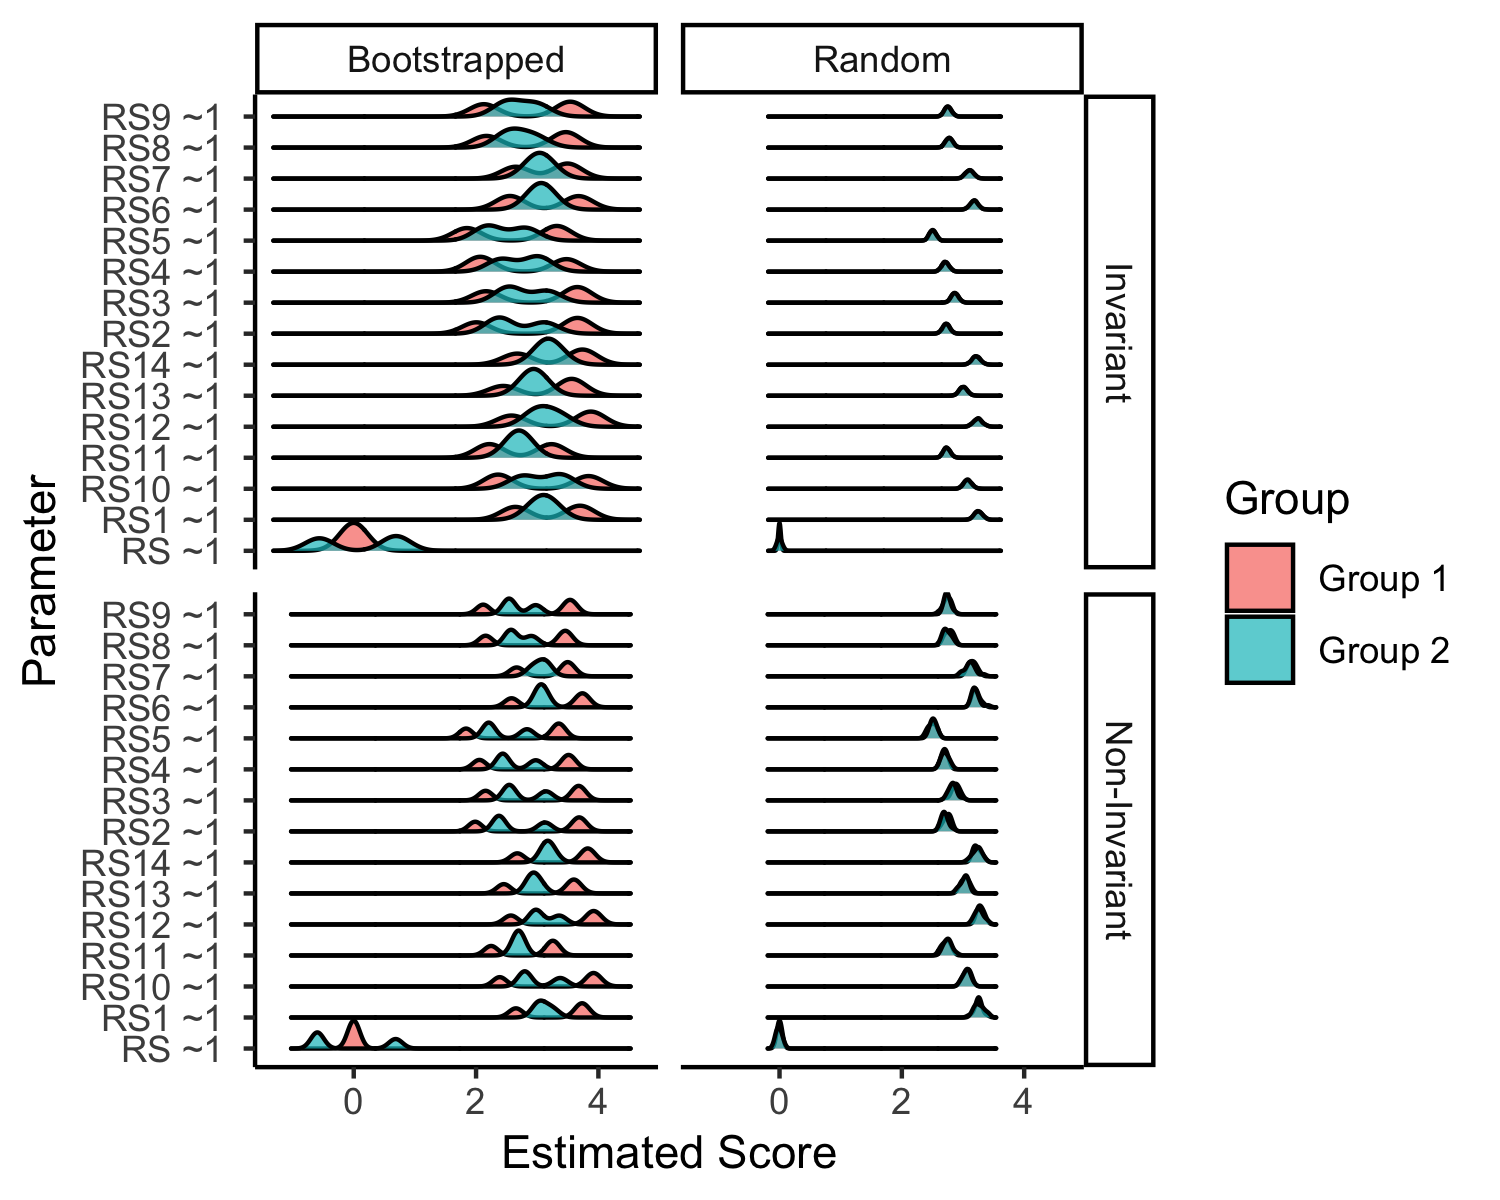 Bootstrapped
Random
Parameter
RS9 ~1
RS8 ~1
RS7 ~1
RS6 ~1
RS5 ~1
RS4 ~1
RS3 ~1
RS2 ~1
RS14 ~1
RS13 ~1
RS12 ~1
RS11 ~1
RS10 ~1
RS1 ~1
RS ~1
Invariant
RS9 ~1
RS8 ~1
RS7 ~1
RS6 ~1
RS5 ~1
RS4 ~1
RS3 ~1
RS2 ~1
RS14 ~1
RS13 ~1
RS12 ~1
RS11 ~1
RS10 ~1
RS1 ~1
RS ~1
Non-Invariant
0 2 4
0 2 4
Estimated Score
Group
Group 1
Group 2